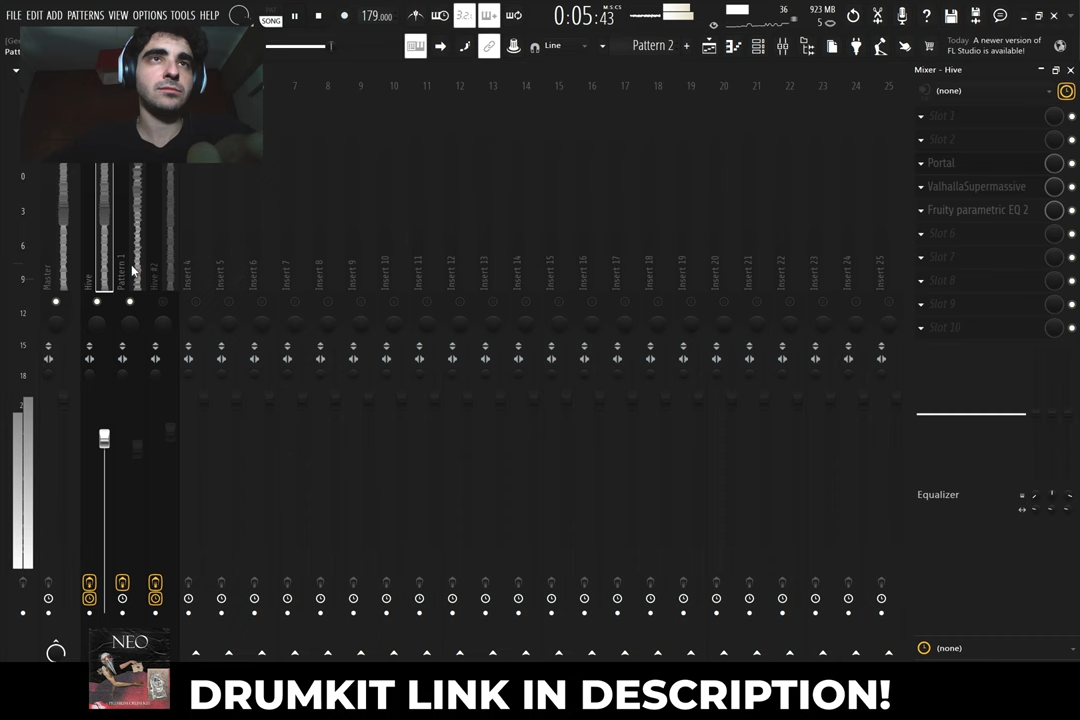 FILE EDIT ADD PATTERNS VIEW OPTIONS TOOLS HELP
PAT
SONG
179.000
3.2:
0:05:43
M:S:CS
36
923 MB
5
Line
Pattern 2
Today A newer version of
FL Studio is available!
Mixer - Hive
(none)
Slot 1
Slot 2
Portal
ValhallaSupermassive
Fruity parametric EQ 2
Slot 6
Slot 7
Slot 8
Slot 9
Slot 10
Equalizer
(none)
7 8 9 10 11 12 13 14 15 16 17 18 19 20 21 22 23 24 25
0
3
6
9
12
15
18
2
Master
Hive
Pattern 1
Hive #2
Insert 4
Insert 5
Insert 6
Insert 7
Insert 8
Insert 9
Insert 10
Insert 11
Insert 12
Insert 13
Insert 14
Insert 15
Insert 16
Insert 17
Insert 18
Insert 19
Insert 20
Insert 21
Insert 22
Insert 23
Insert 24
Insert 25
NEO
DRUMKIT LINK IN DESCRIPTION!